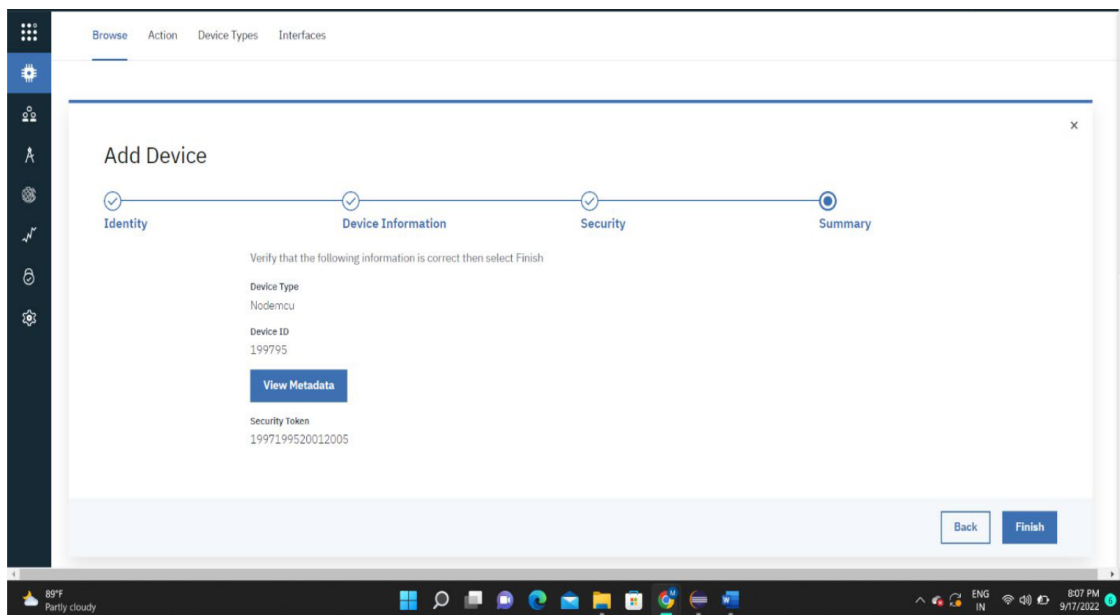 Browse Action Device Types Interfaces
Add Device
Identity Device Information Security Summary
Verify that the following information is correct then select Finish
Device Type
Nodemcu
Device ID
199795
View Metadata
Security Token
1997199520012005
Back Finish
89°F
Partly cloudy
ENG
IN
8:07 PM
9/17/2022
6